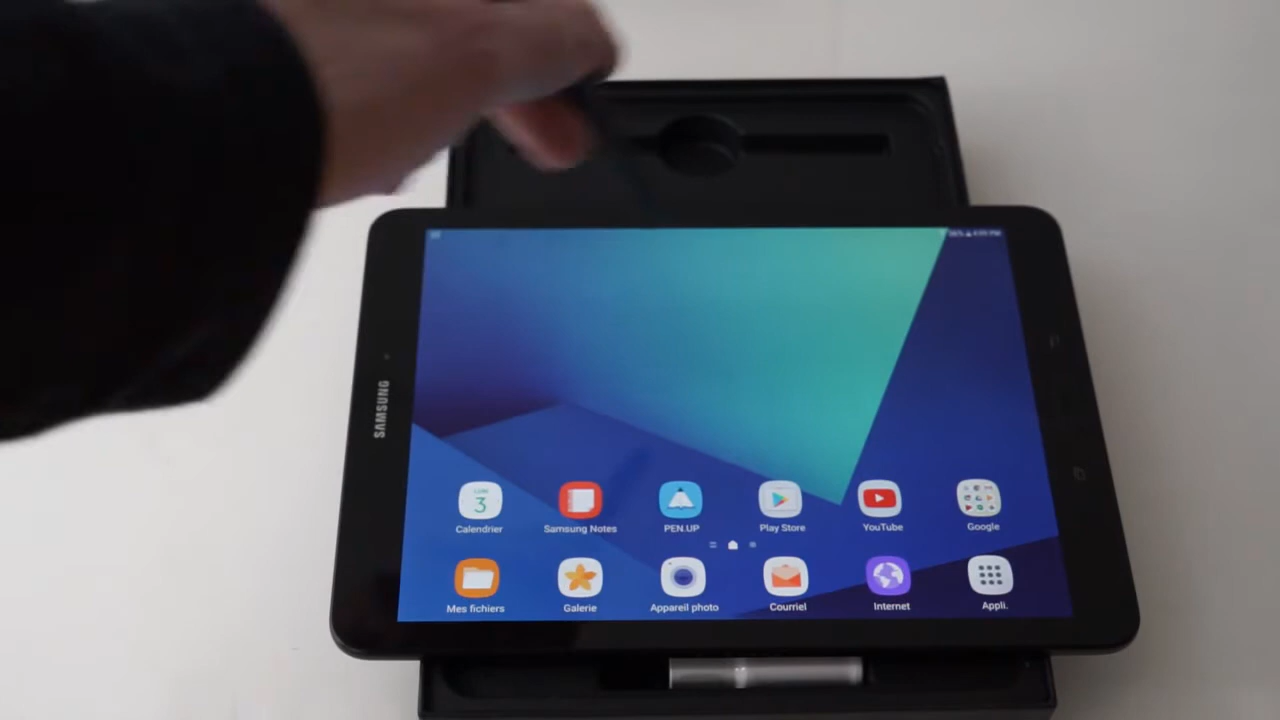 SAMSUNG
3
Calendrier
Samsung Notes
PEN.UP
Play Store
YouTube
Google
Mes fichiers
Galerie
Appareil photo
Courriel
Internet
Appli.